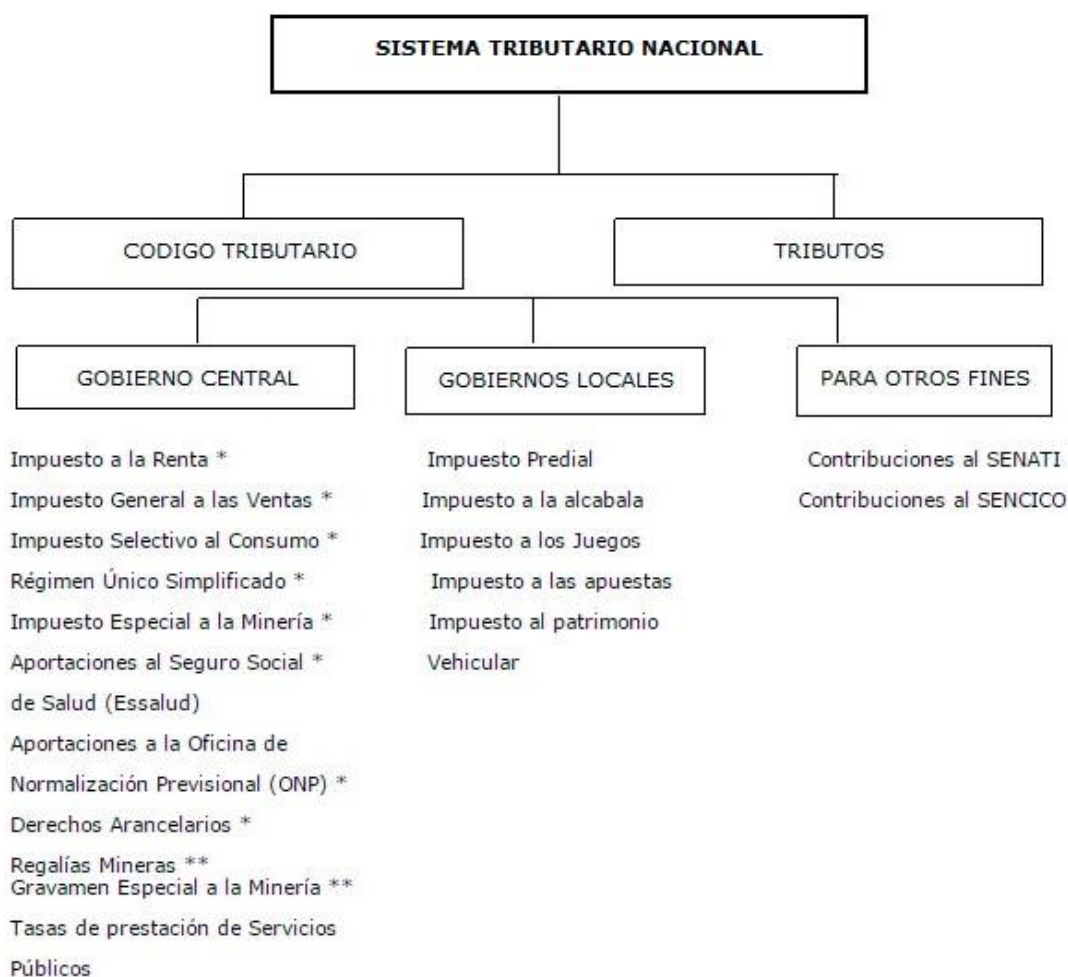 SISTEMA TRIBUTARIO NACIONAL
CODIGO TRIBUTARIO
TRIBUTOS
GOBIERNO CENTRAL
Impuesto a la Renta *
Impuesto General a las Ventas *
Impuesto Selectivo al Consumo *
Régimen Único Simplificado *
Impuesto Especial a la Minería *
Aportaciones al Seguro Social *
de Salud (Essalud)
Aportaciones a la Oficina de
Normalización Previsional (ONP) *
Derechos Arancelarios *
Regalías Mineras **
Gravamen Especial a la Minería **
Tasas de prestación de Servicios
Públicos
GOBIERNOS LOCALES
Impuesto Predial
Impuesto a la alcabala
Impuesto a los Juegos
Impuesto a las apuestas
Impuesto al patrimonio
Vehicular
PARA OTROS FINES
Contribuciones al SENATI
Contribuciones al SENCICO